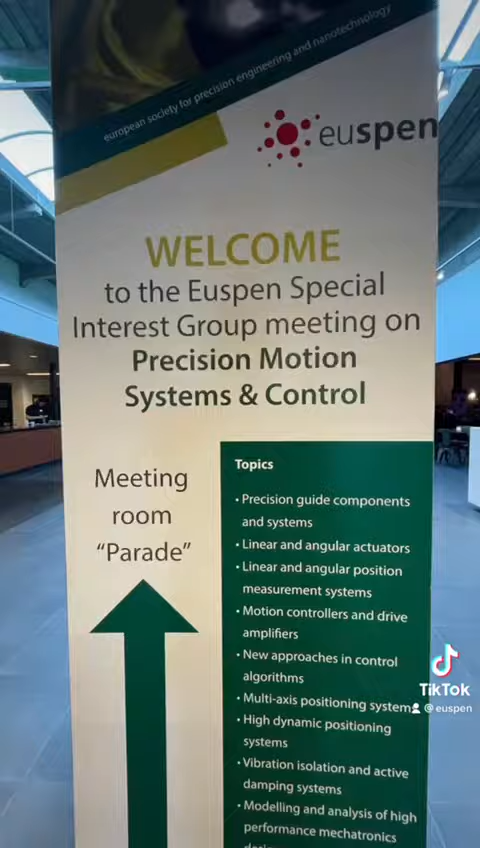 european society for precision engineering and nanotechnology
euspen
WELCOME
to the Euspen Special
Interest Group meeting on
Precision Motion
Systems & Control
Meeting
room
“Parade”
Topics
• Precision guide components
and systems
• Linear and angular actuators
• Linear and angular position
measurement systems
• Motion controllers and drive
amplifiers
• New approaches in control
algorithms
• Multi-axis positioning system
• High dynamic positioning
systems
• Vibration isolation and active
damping systems
• Modelling and analysis of high
performance mechatronics
TikTok
@euspen